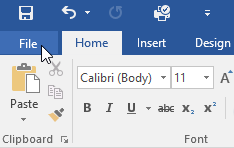 File Home Insert Design
Paste
Calibri (Body) 11 A
B I U abc x₂ x²
Clipboard Font